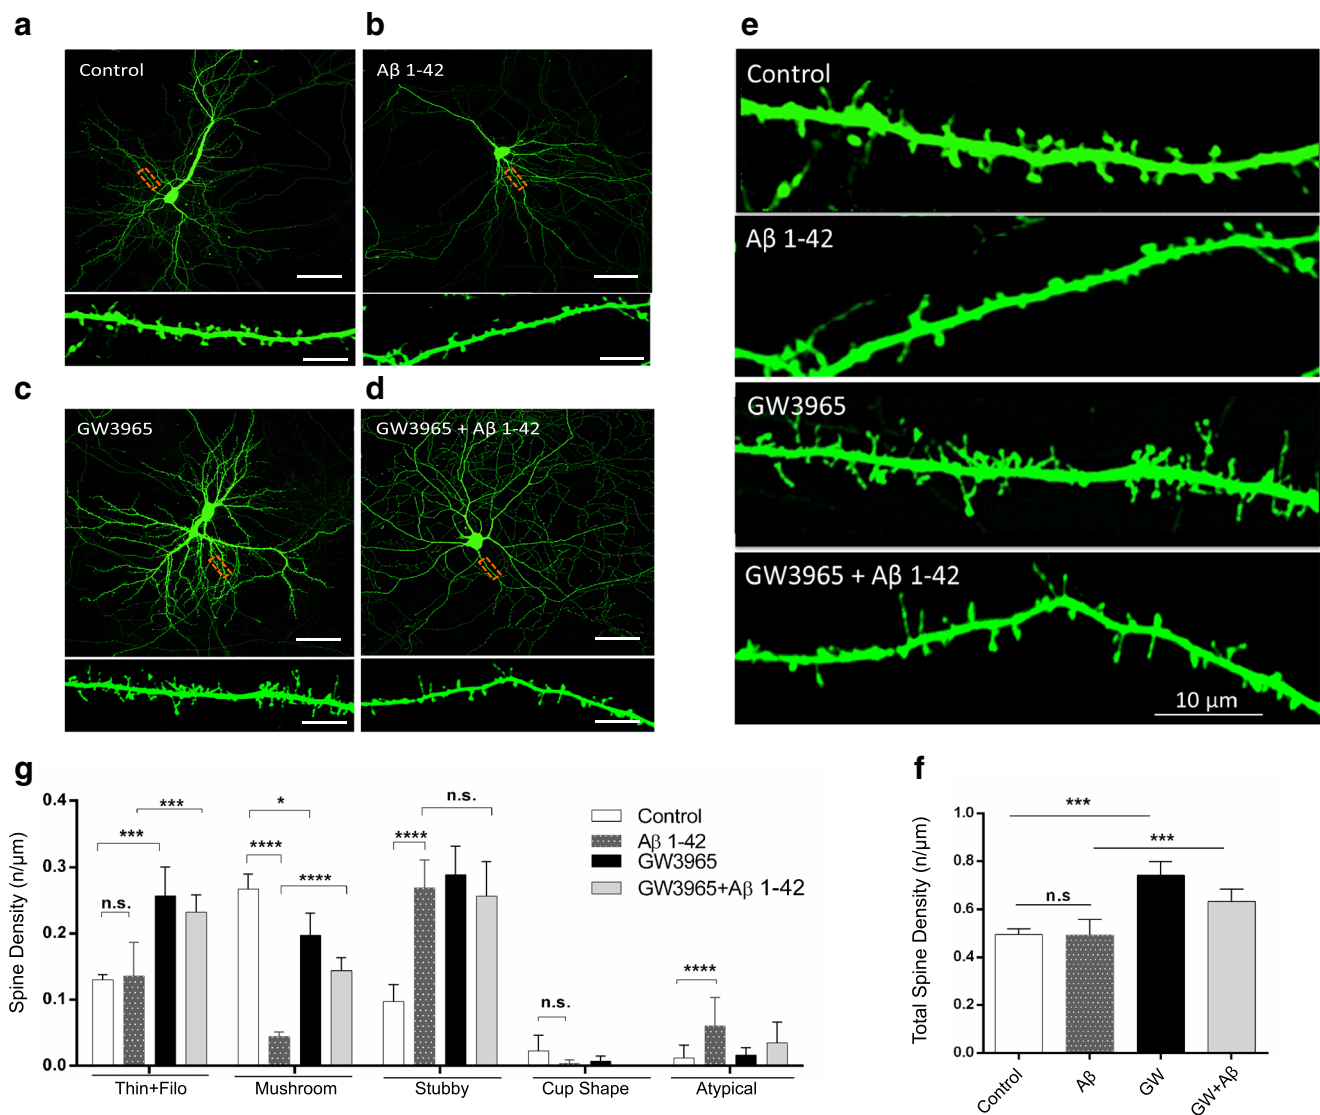 a
b
e
Control
Aβ 1-42
Control
Aβ 1-42
c
d
GW3965
GW3965 + Aβ 1-42
GW3965
GW3965 + Aβ 1-42
10 µm
g
Spine Density (n/µm)
0.4
0.3
0.2
0.1
0.0
n.s.
***
***
****
*
****
****
n.s.
n.s.
****
Control
Aβ 1-42
GW3965
GW3965+Aβ 1-42
Thin+Filo
Mushroom
Stubby
Cup Shape
Atypical
f
Total Spine Density (n/µm)
1.0
0.8
0.6
0.4
0.2
0.0
***
***
n.s
Control
Aβ
GW
GW+Aβ